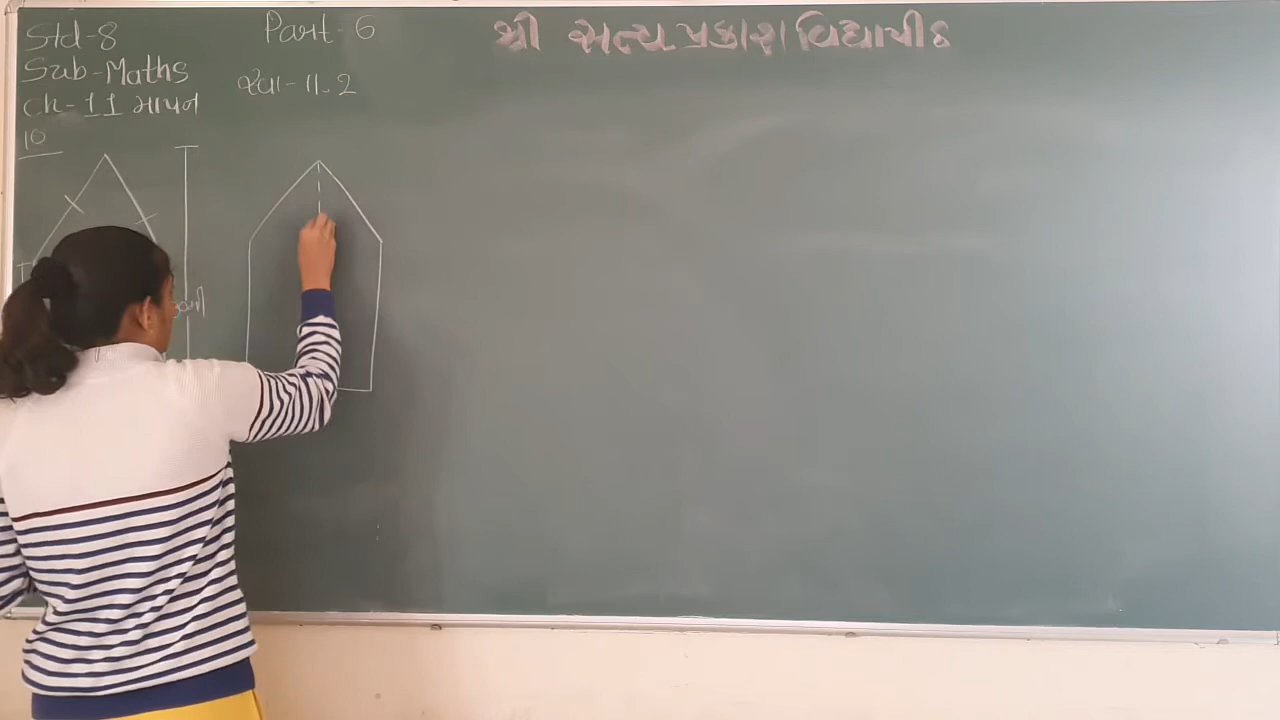 Std-8
Part-6
શ્રી સત્યપ્રકાશ વિદ્યાપીઠ
Sub-Maths
સ્વા-11.2
Ch-11 માપન
10